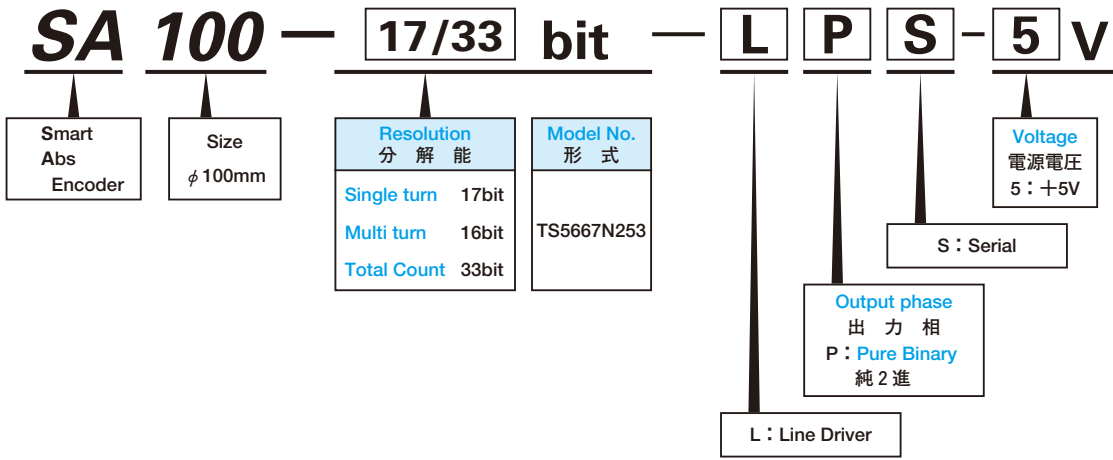 SA 100 — 17/33 bit — L P S - 5 V
Smart
Abs
Encoder
Size
φ100mm
Resolution
分 解 能
Single turn 17bit
Multi turn 16bit
Total Count 33bit
Model No.
形 式
TS5667N253
Voltage
電源電圧
5：＋5V
S：Serial
Output phase
出 力 相
P：Pure Binary
純2進
L：Line Driver